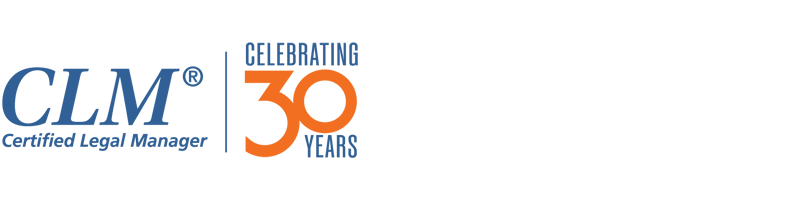 CLM®
Certified Legal Manager
CELEBRATING
30
YEARS